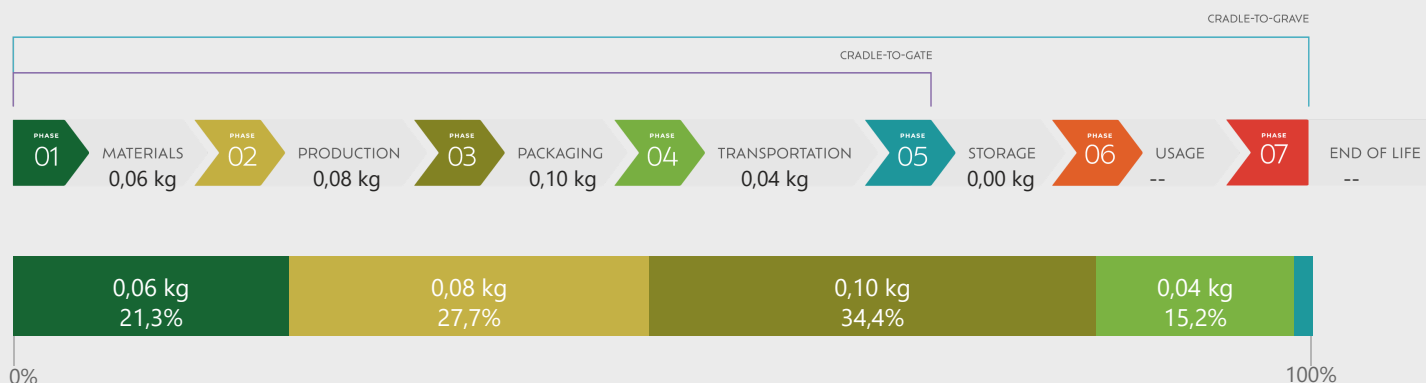 CRADLE-TO-GRAVE
CRADLE-TO-GATE
PHASE
01
MATERIALS
0,06 kg
PHASE
02
PRODUCTION
0,08 kg
PHASE
03
PACKAGING
0,10 kg
PHASE
04
TRANSPORTATION
0,04 kg
PHASE
05
STORAGE
0,00 kg
PHASE
06
USAGE
--
PHASE
07
END OF LIFE
--
0,06 kg
21,3%
0,08 kg
27,7%
0,10 kg
34,4%
0,04 kg
15,2%
0%
100%